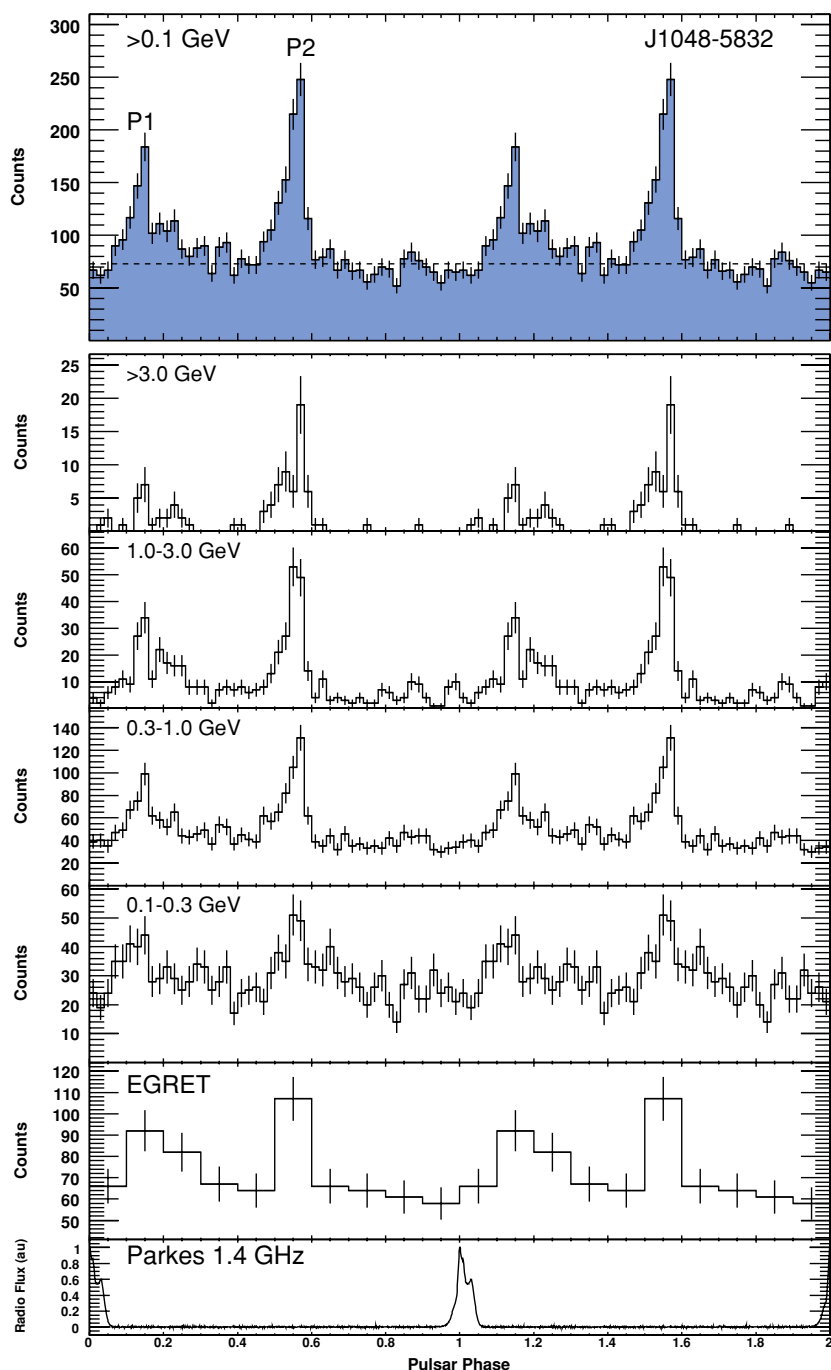 >0.1 GeV
P2
J1048-5832
P1
300
250
200
150
100
50
Counts
>3.0 GeV
25
20
15
10
5
Counts
1.0-3.0 GeV
60
50
40
30
20
10
Counts
0.3-1.0 GeV
140
120
100
80
60
40
20
Counts
0.1-0.3 GeV
60
50
40
30
20
10
Counts
EGRET
120
110
100
90
80
70
60
50
Counts
Parkes 1.4 GHz
1
0.8
0.6
0.4
0.2
0
Radio Flux (au)
0 0.2 0.4 0.6 0.8 1 1.2 1.4 1.6 1.8 2
Pulsar Phase